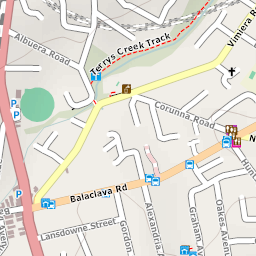 Albuera Road
Terrys Creek Track
Vimiera R
Corunna Road
Balaclava Rd
Lansdowne Street
Gordon
Alexandria A
Graham A
Oakes Avenue
Hunt
N
P
P
P